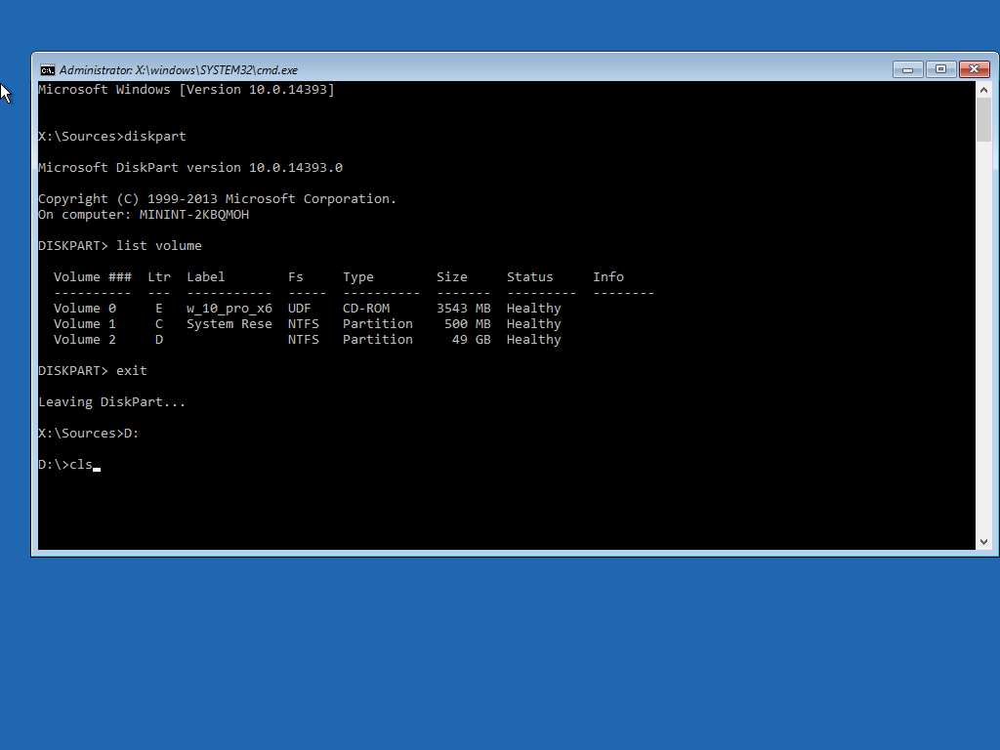 Administrator: X:\windows\SYSTEM32\cmd.exe
Microsoft Windows [Version 10.0.14393]
X:\Sources>diskpart
Microsoft DiskPart version 10.0.14393.0
Copyright (C) 1999-2013 Microsoft Corporation.
On computer: MININT-2KBQMOH
DISKPART> list volume
  Volume ###  Ltr  Label        Fs     Type        Size     Status     Info
  ----------  ---  -----------  -----  ----------  -------  ---------  --------
  Volume 0     E   w_10_pro_x6  UDF    CD-ROM      3543 MB  Healthy
  Volume 1     C   System Rese  NTFS   Partition    500 MB  Healthy
  Volume 2     D                NTFS   Partition     49 GB  Healthy
DISKPART> exit
Leaving DiskPart...
X:\Sources>D:
D:\>cls